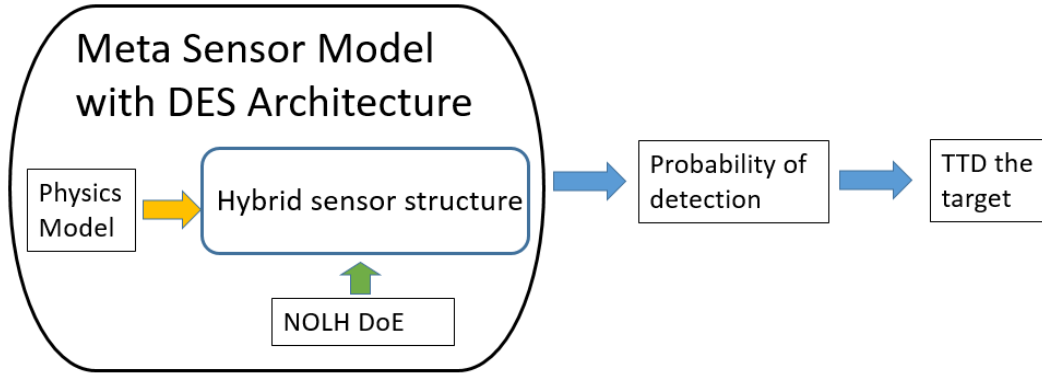 Meta Sensor Model
with DES Architecture
Physics
Model
Hybrid sensor structure
NOLH DoE
Probability of
detection
TTD the
target